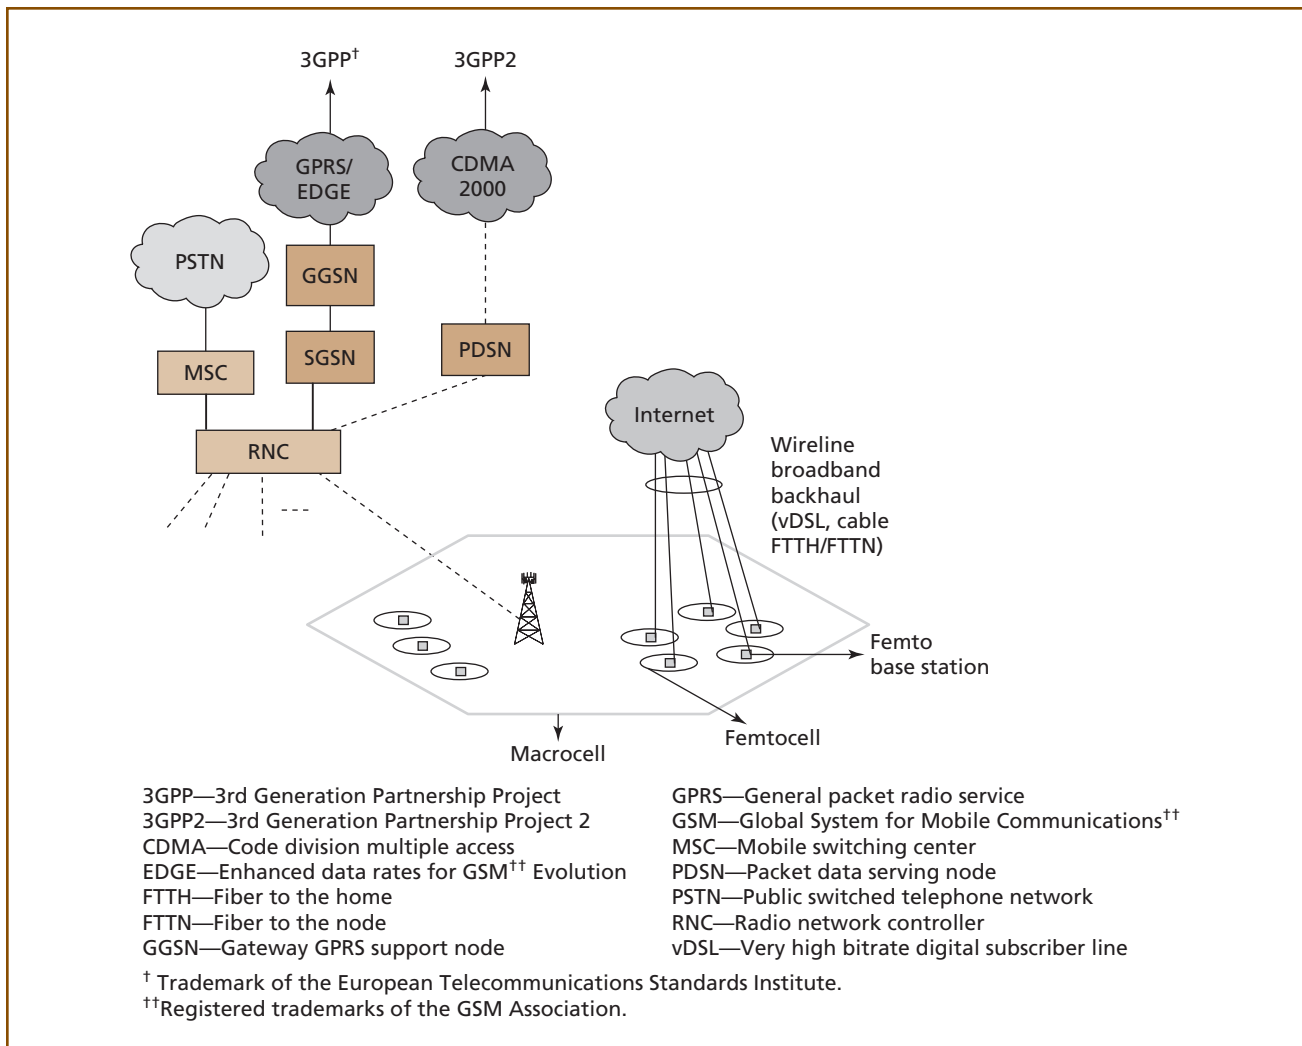 3GPP†
3GPP2
GPRS/
EDGE
CDMA
2000
PSTN
GGSN
SGSN
PDSN
MSC
RNC
Internet
Wireline
broadband
backhaul
(vDSL, cable
FTTH/FTTN)
Femto
base station
Femtocell
Macrocell
3GPP—3rd Generation Partnership Project
3GPP2—3rd Generation Partnership Project 2
CDMA—Code division multiple access
EDGE—Enhanced data rates for GSM†† Evolution
FTTH—Fiber to the home
FTTN—Fiber to the node
GGSN—Gateway GPRS support node
GPRS—General packet radio service
GSM—Global System for Mobile Communications††
MSC—Mobile switching center
PDSN—Packet data serving node
PSTN—Public switched telephone network
RNC—Radio network controller
vDSL—Very high bitrate digital subscriber line
† Trademark of the European Telecommunications Standards Institute.
††Registered trademarks of the GSM Association.